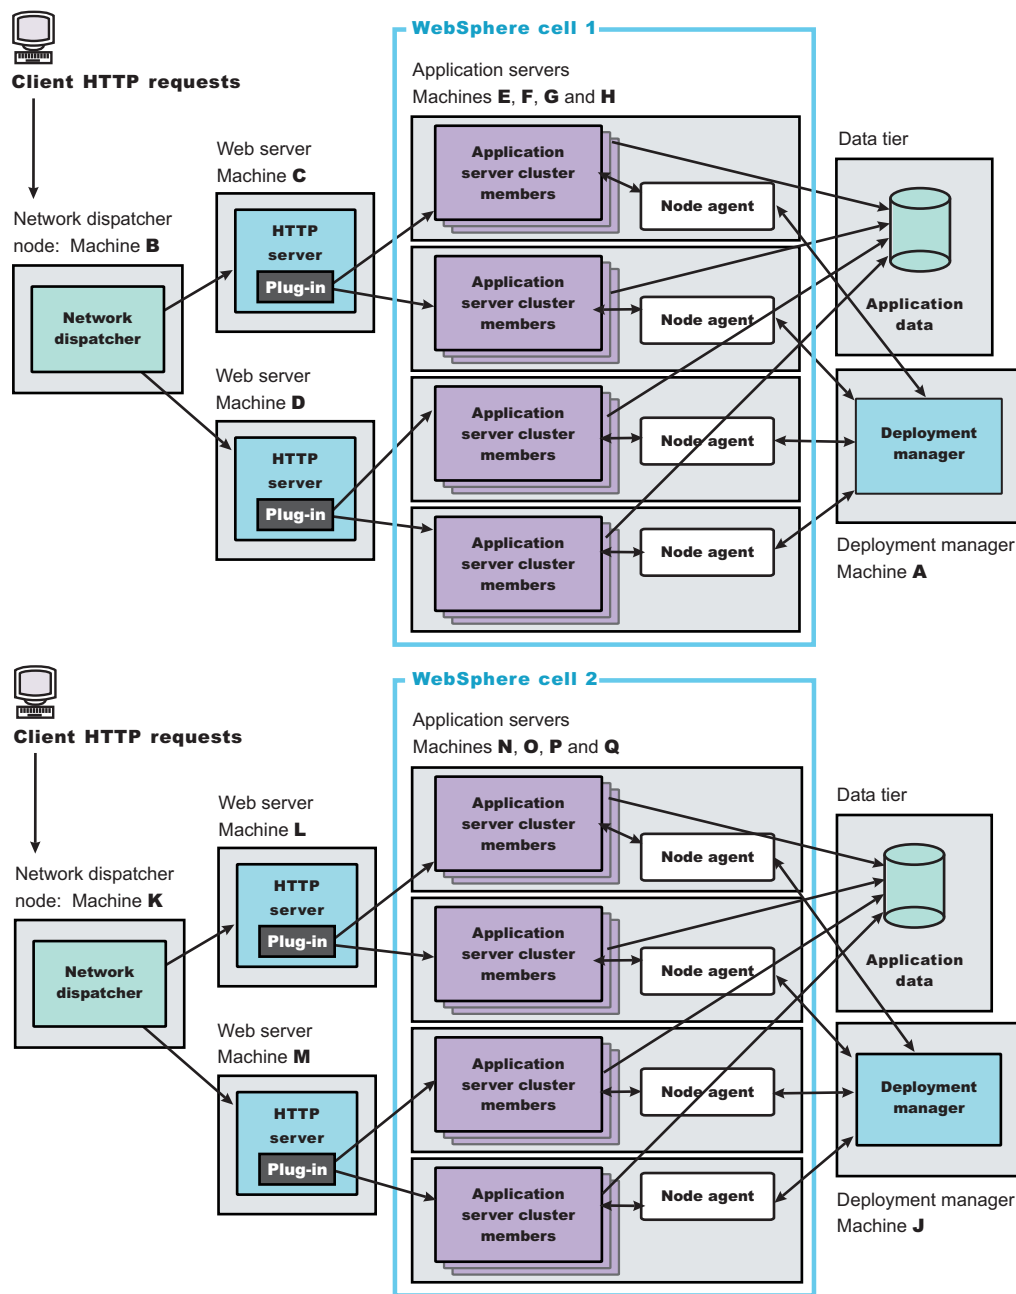 WebSphere cell 1
Client HTTP requests
Application servers
Machines E, F, G and H
Web server
Machine C
Network dispatcher
node: Machine B
Network
dispatcher
HTTP
server
Plug-in
Web server
Machine D
HTTP
server
Plug-in
Application
server cluster
members
Node agent
Application
server cluster
members
Node agent
Application
server cluster
members
Node agent
Application
server cluster
members
Node agent
Data tier
Application
data
Deployment
manager
Deployment manager
Machine A
WebSphere cell 2
Client HTTP requests
Application servers
Machines N, O, P and Q
Web server
Machine L
Network dispatcher
node: Machine K
Network
dispatcher
HTTP
server
Plug-in
Web server
Machine M
HTTP
server
Plug-in
Application
server cluster
members
Node agent
Application
server cluster
members
Node agent
Application
server cluster
members
Node agent
Application
server cluster
members
Node agent
Data tier
Application
data
Deployment
manager
Deployment manager
Machine J